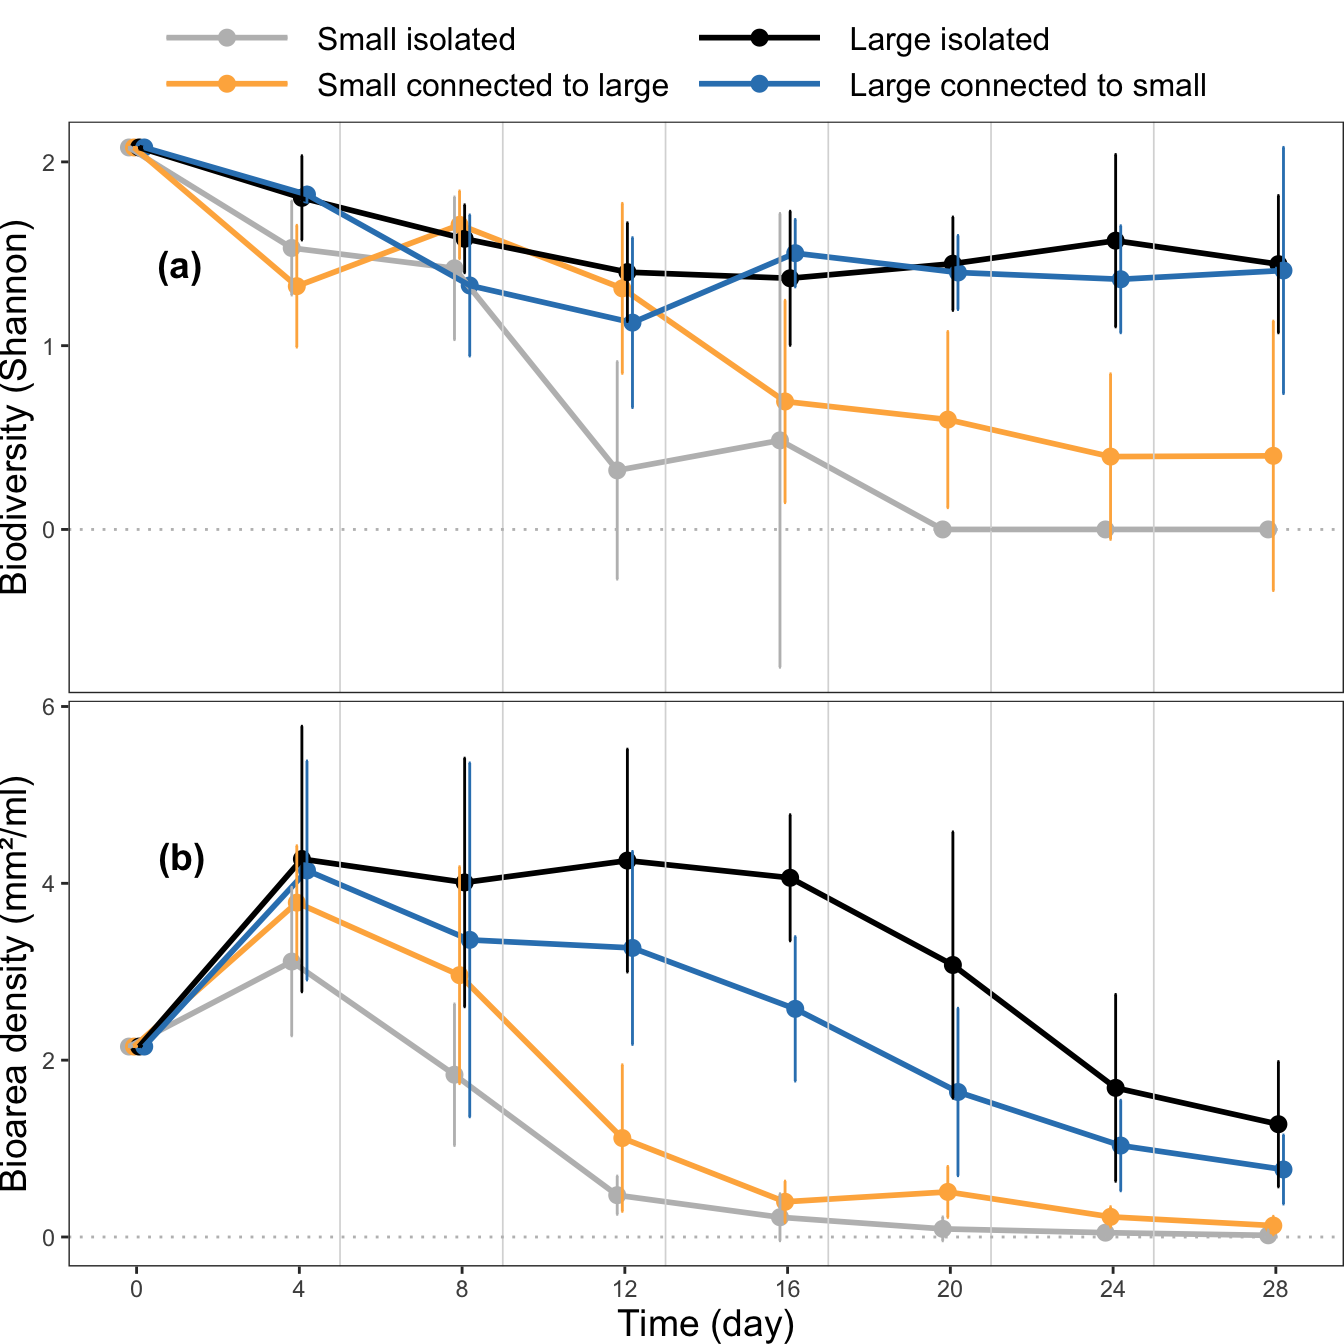 Small isolated
Large isolated
Small connected to large
Large connected to small
2
1
0
(a)
Biodiversity (Shannon)
6
4
2
0
(b)
Bioarea density (mm²/ml)
0 4 8 12 16 20 24 28
Time (day)